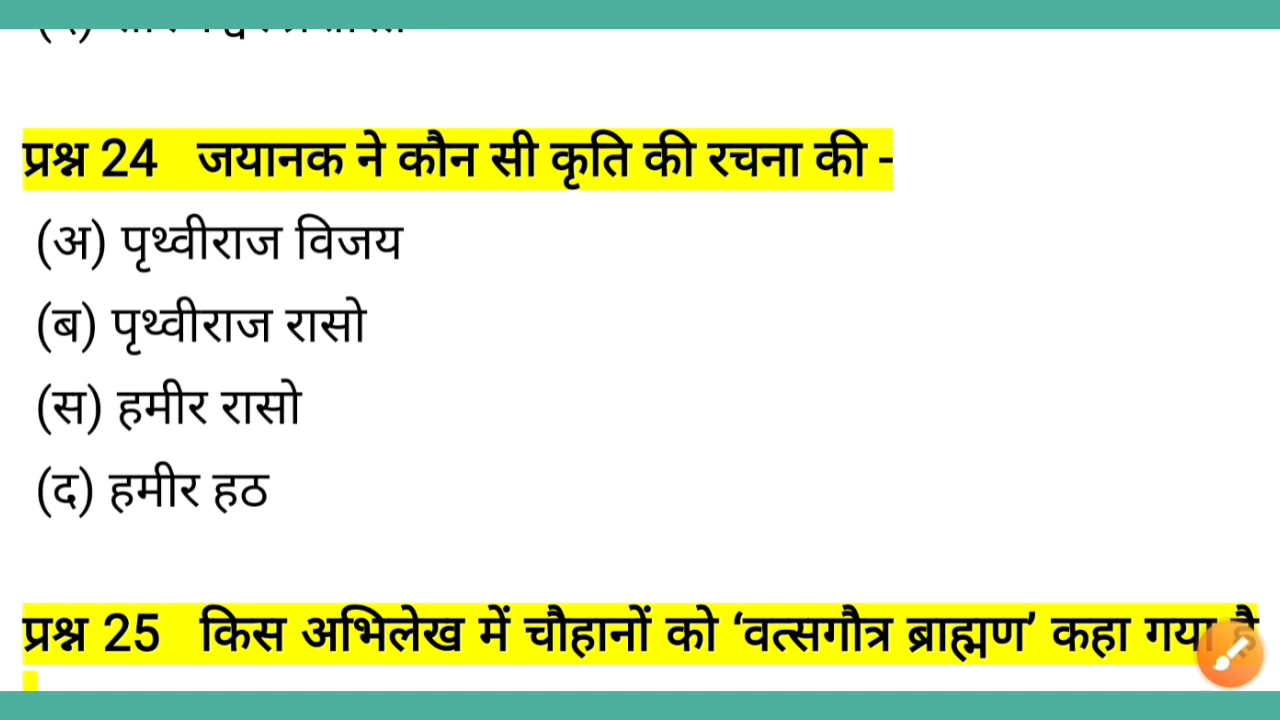 प्रश्न 24 जयानक ने कौन सी कृति की रचना की -
(अ) पृथ्वीराज विजय
(ब) पृथ्वीराज रासो
(स) हमीर रासो
(द) हमीर हठ
प्रश्न 25 किस अभिलेख में चौहानों को ‘वत्सगौत्र ब्राह्मण’ कहा गया है